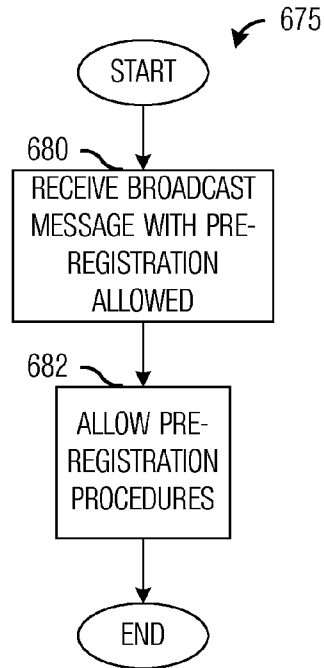 675
START
680
RECEIVE BROADCAST
MESSAGE WITH PRE-
REGISTRATION
ALLOWED
682
ALLOW PRE-
REGISTRATION
PROCEDURES
END